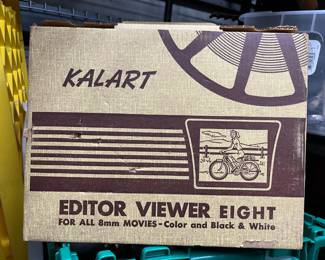 KALART
EDITOR VIEWER EIGHT
FOR ALL 8mm MOVIES-Color and Black & White